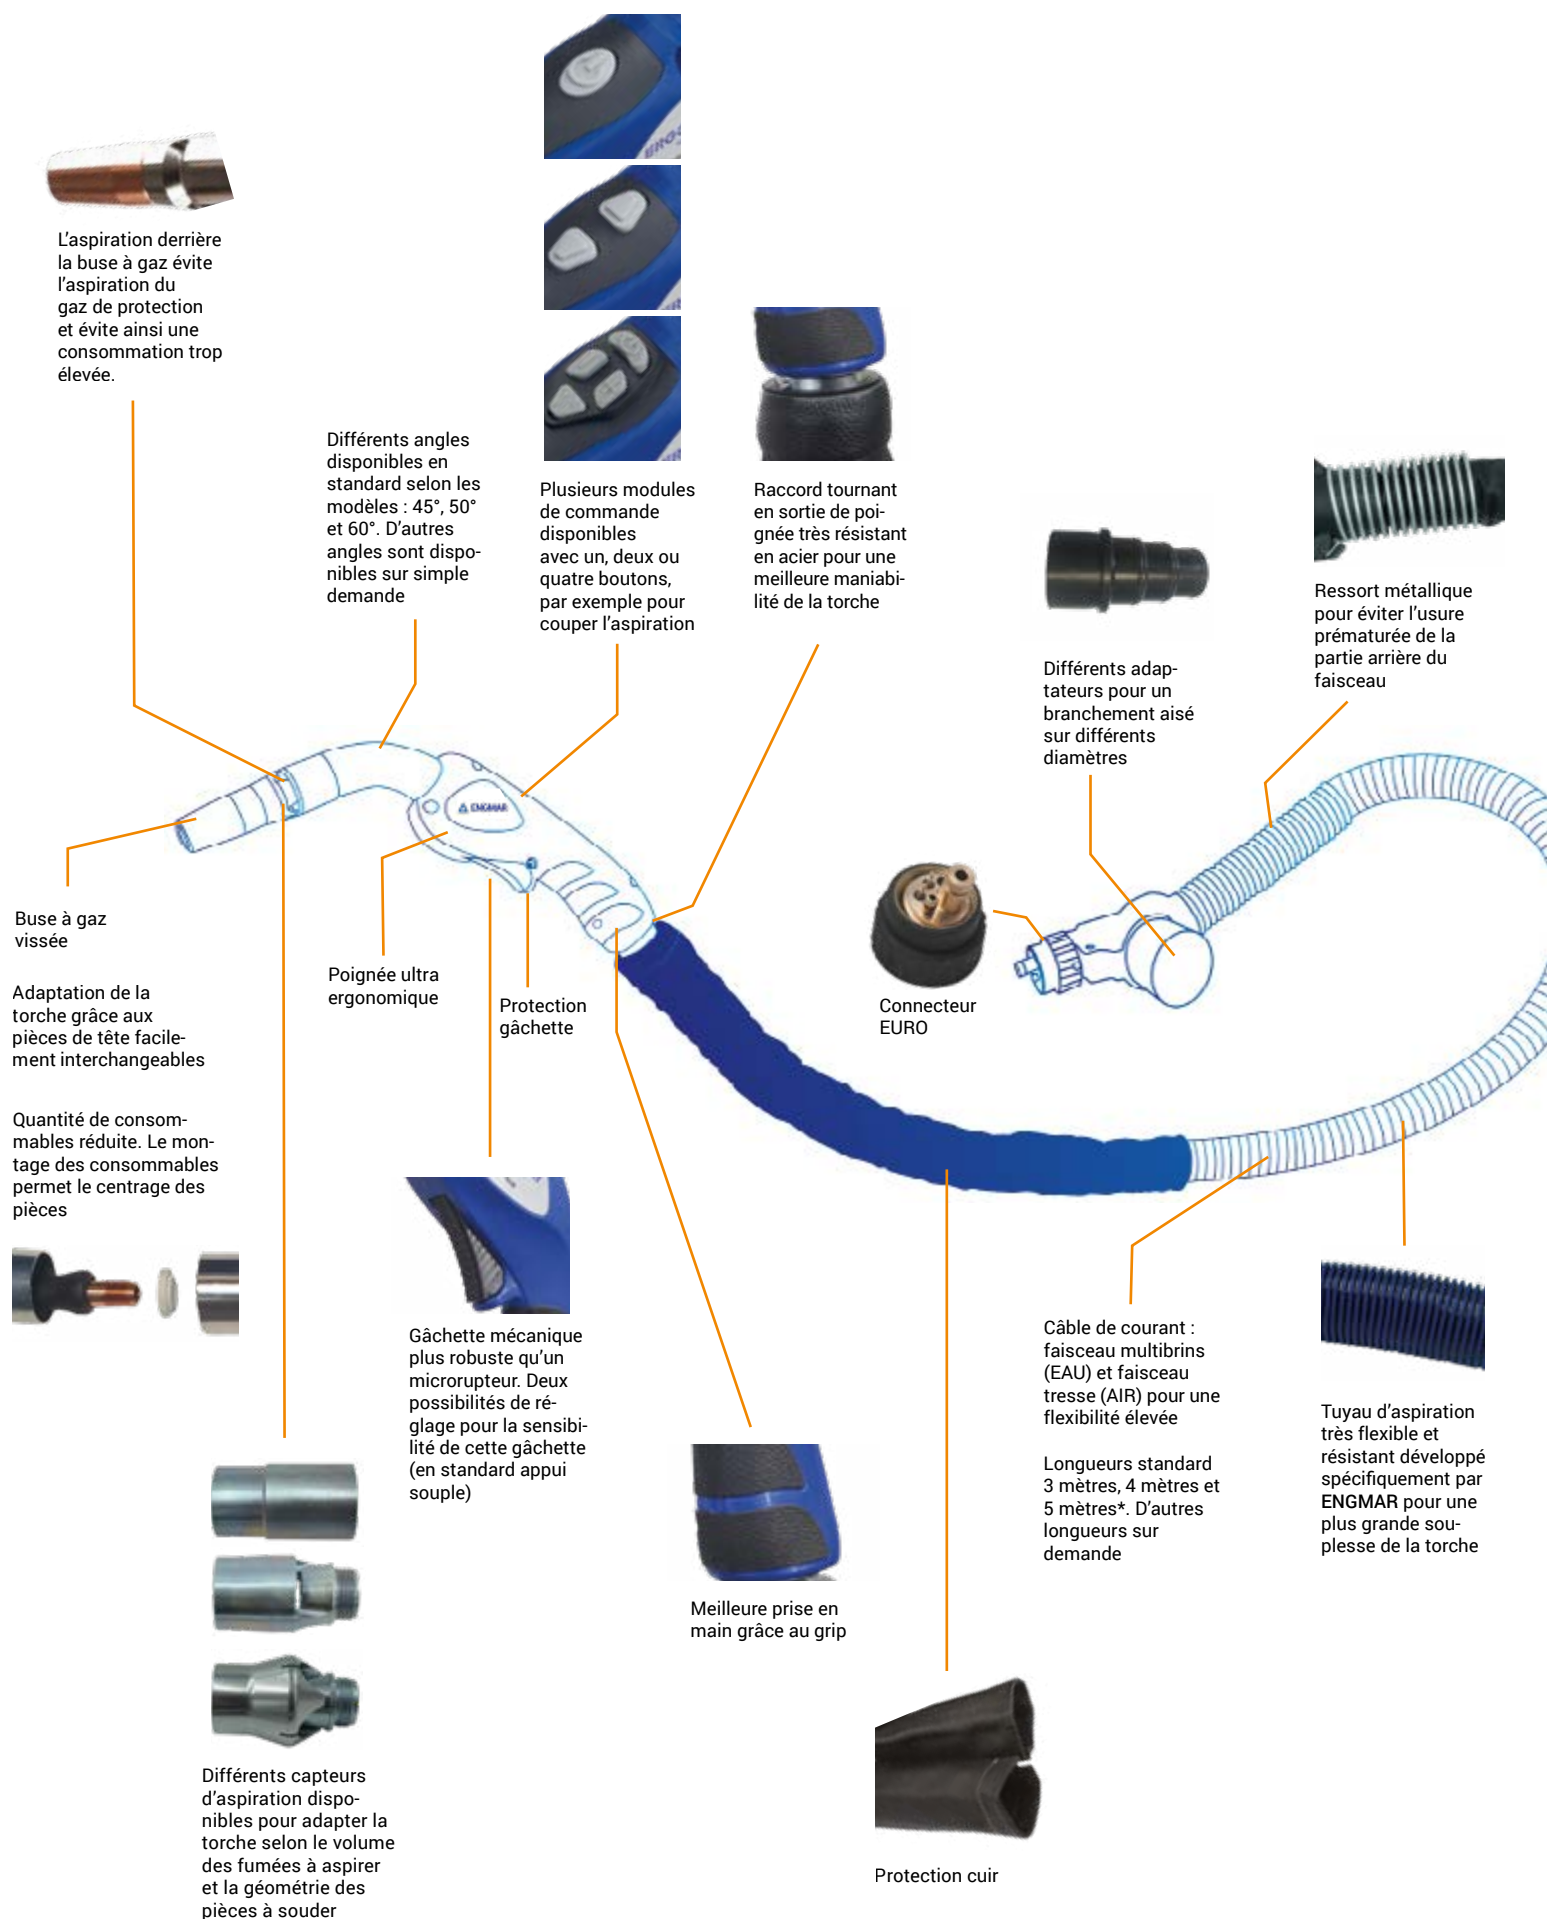 L'aspiration derrière
la buse à gaz évite
l'aspiration du
gaz de protection
et évite ainsi une
consommation trop
élevée.
Différents angles
disponibles en
standard selon les
modèles : 45°, 50°
et 60°. D'autres
angles sont dispo-
nibles sur simple
demande
Plusieurs modules
de commande
disponibles
avec un, deux ou
quatre boutons,
par exemple pour
couper l'aspiration
Raccord tournant
en sortie de poi-
gnée très résistant
en acier pour une
meilleure maniabi-
lité de la torche
Différents adap-
tateurs pour un
branchement aisé
sur différents
diamètres
Ressort métallique
pour éviter l'usure
prématurée de la
partie arrière du
faisceau
ENGMAR
Buse à gaz
vissée
Adaptation de la
torche grâce aux
pièces de tête facile-
ment interchangeables
Quantité de consom-
mables réduite. Le mon-
tage des consommables
permet le centrage des
pièces
Poignée ultra
ergonomique
Protection
gâchette
Connecteur
EURO
Gâchette mécanique
plus robuste qu'un
microrupteur. Deux
possibilités de ré-
glage pour la sensibi-
lité de cette gâchette
(en standard appui
souple)
Meilleure prise en
main grâce au grip
Câble de courant :
faisceau multibrins
(EAU) et faisceau
tresse (AIR) pour une
flexibilité élevée
Longueurs standard
3 mètres, 4 mètres et
5 mètres*. D'autres
longueurs sur
demande
Tuyau d'aspiration
très flexible et
résistant développé
spécifiquement par
ENGMAR pour une
plus grande sou-
plesse de la torche
Différents capteurs
d'aspiration dispo-
nibles pour adapter la
torche selon le volume
des fumées à aspirer
et la géométrie des
pièces à souder
Protection cuir